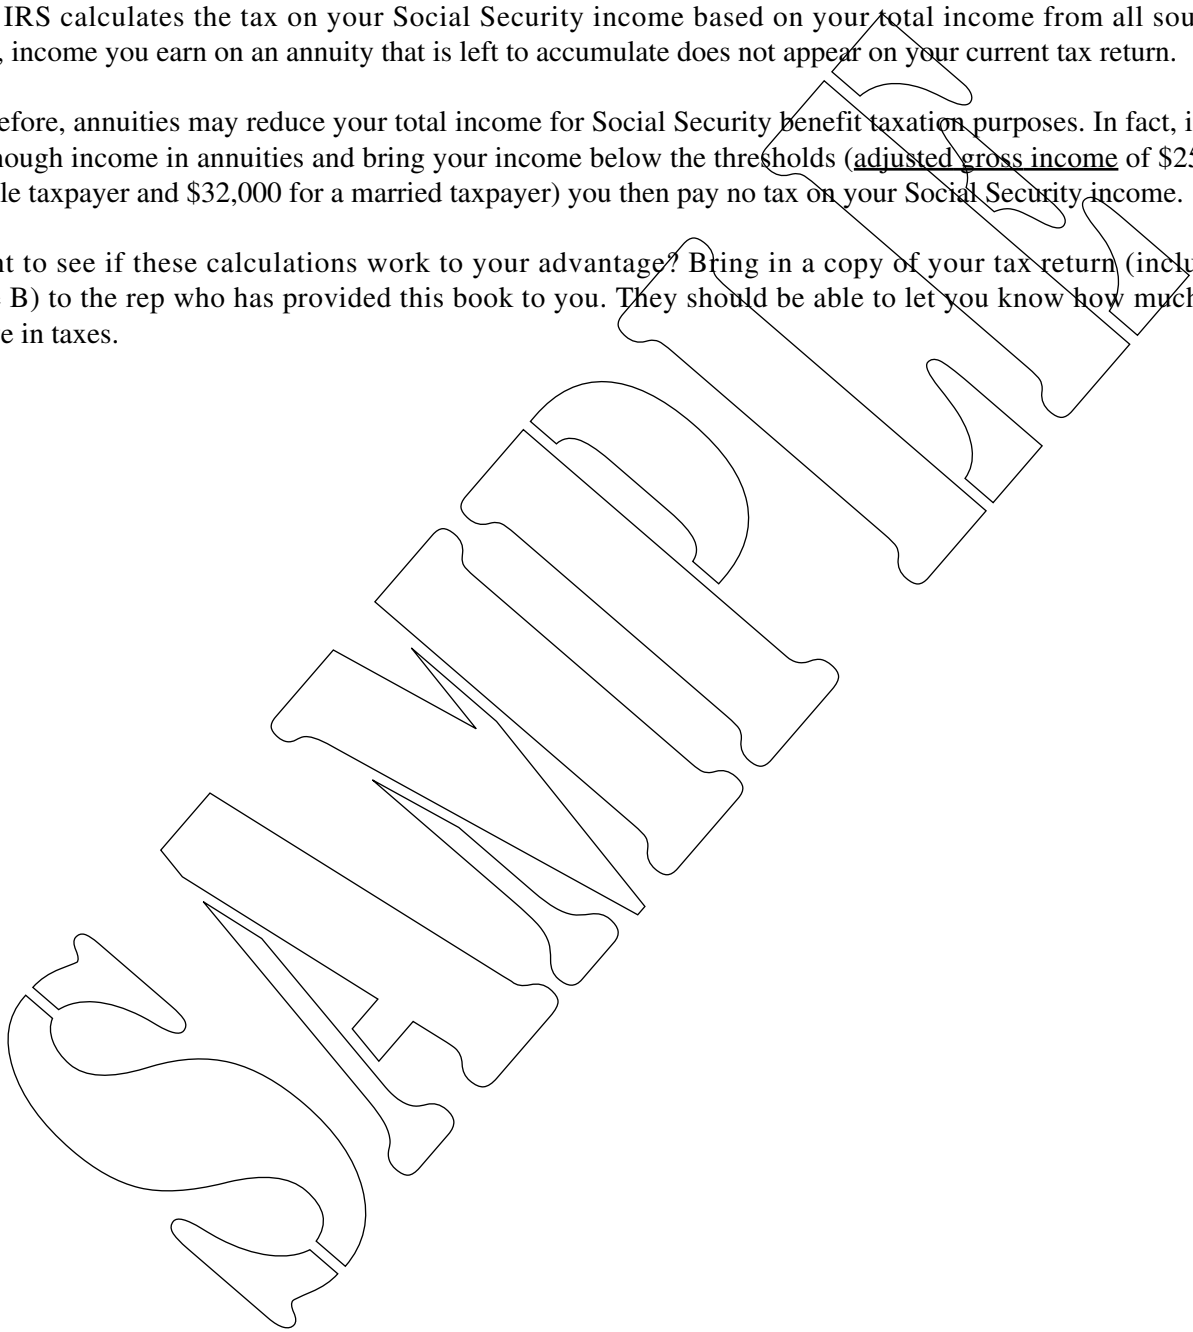 IRS calculates the tax on your Social Security income based on your total income from all sou
, income you earn on an annuity that is left to accumulate does not appear on your current tax return.
efore, annuities may reduce your total income for Social Security benefit taxation purposes. In fact, i
nough income in annuities and bring your income below the thresholds (adjusted gross income of $25
le taxpayer and $32,000 for a married taxpayer) you then pay no tax on your Social Security income.
nt to see if these calculations work to your advantage? Bring in a copy of your tax return (inclu
B) to the rep who has provided this book to you. They should be able to let you know how much
e in taxes.
SAMPLE